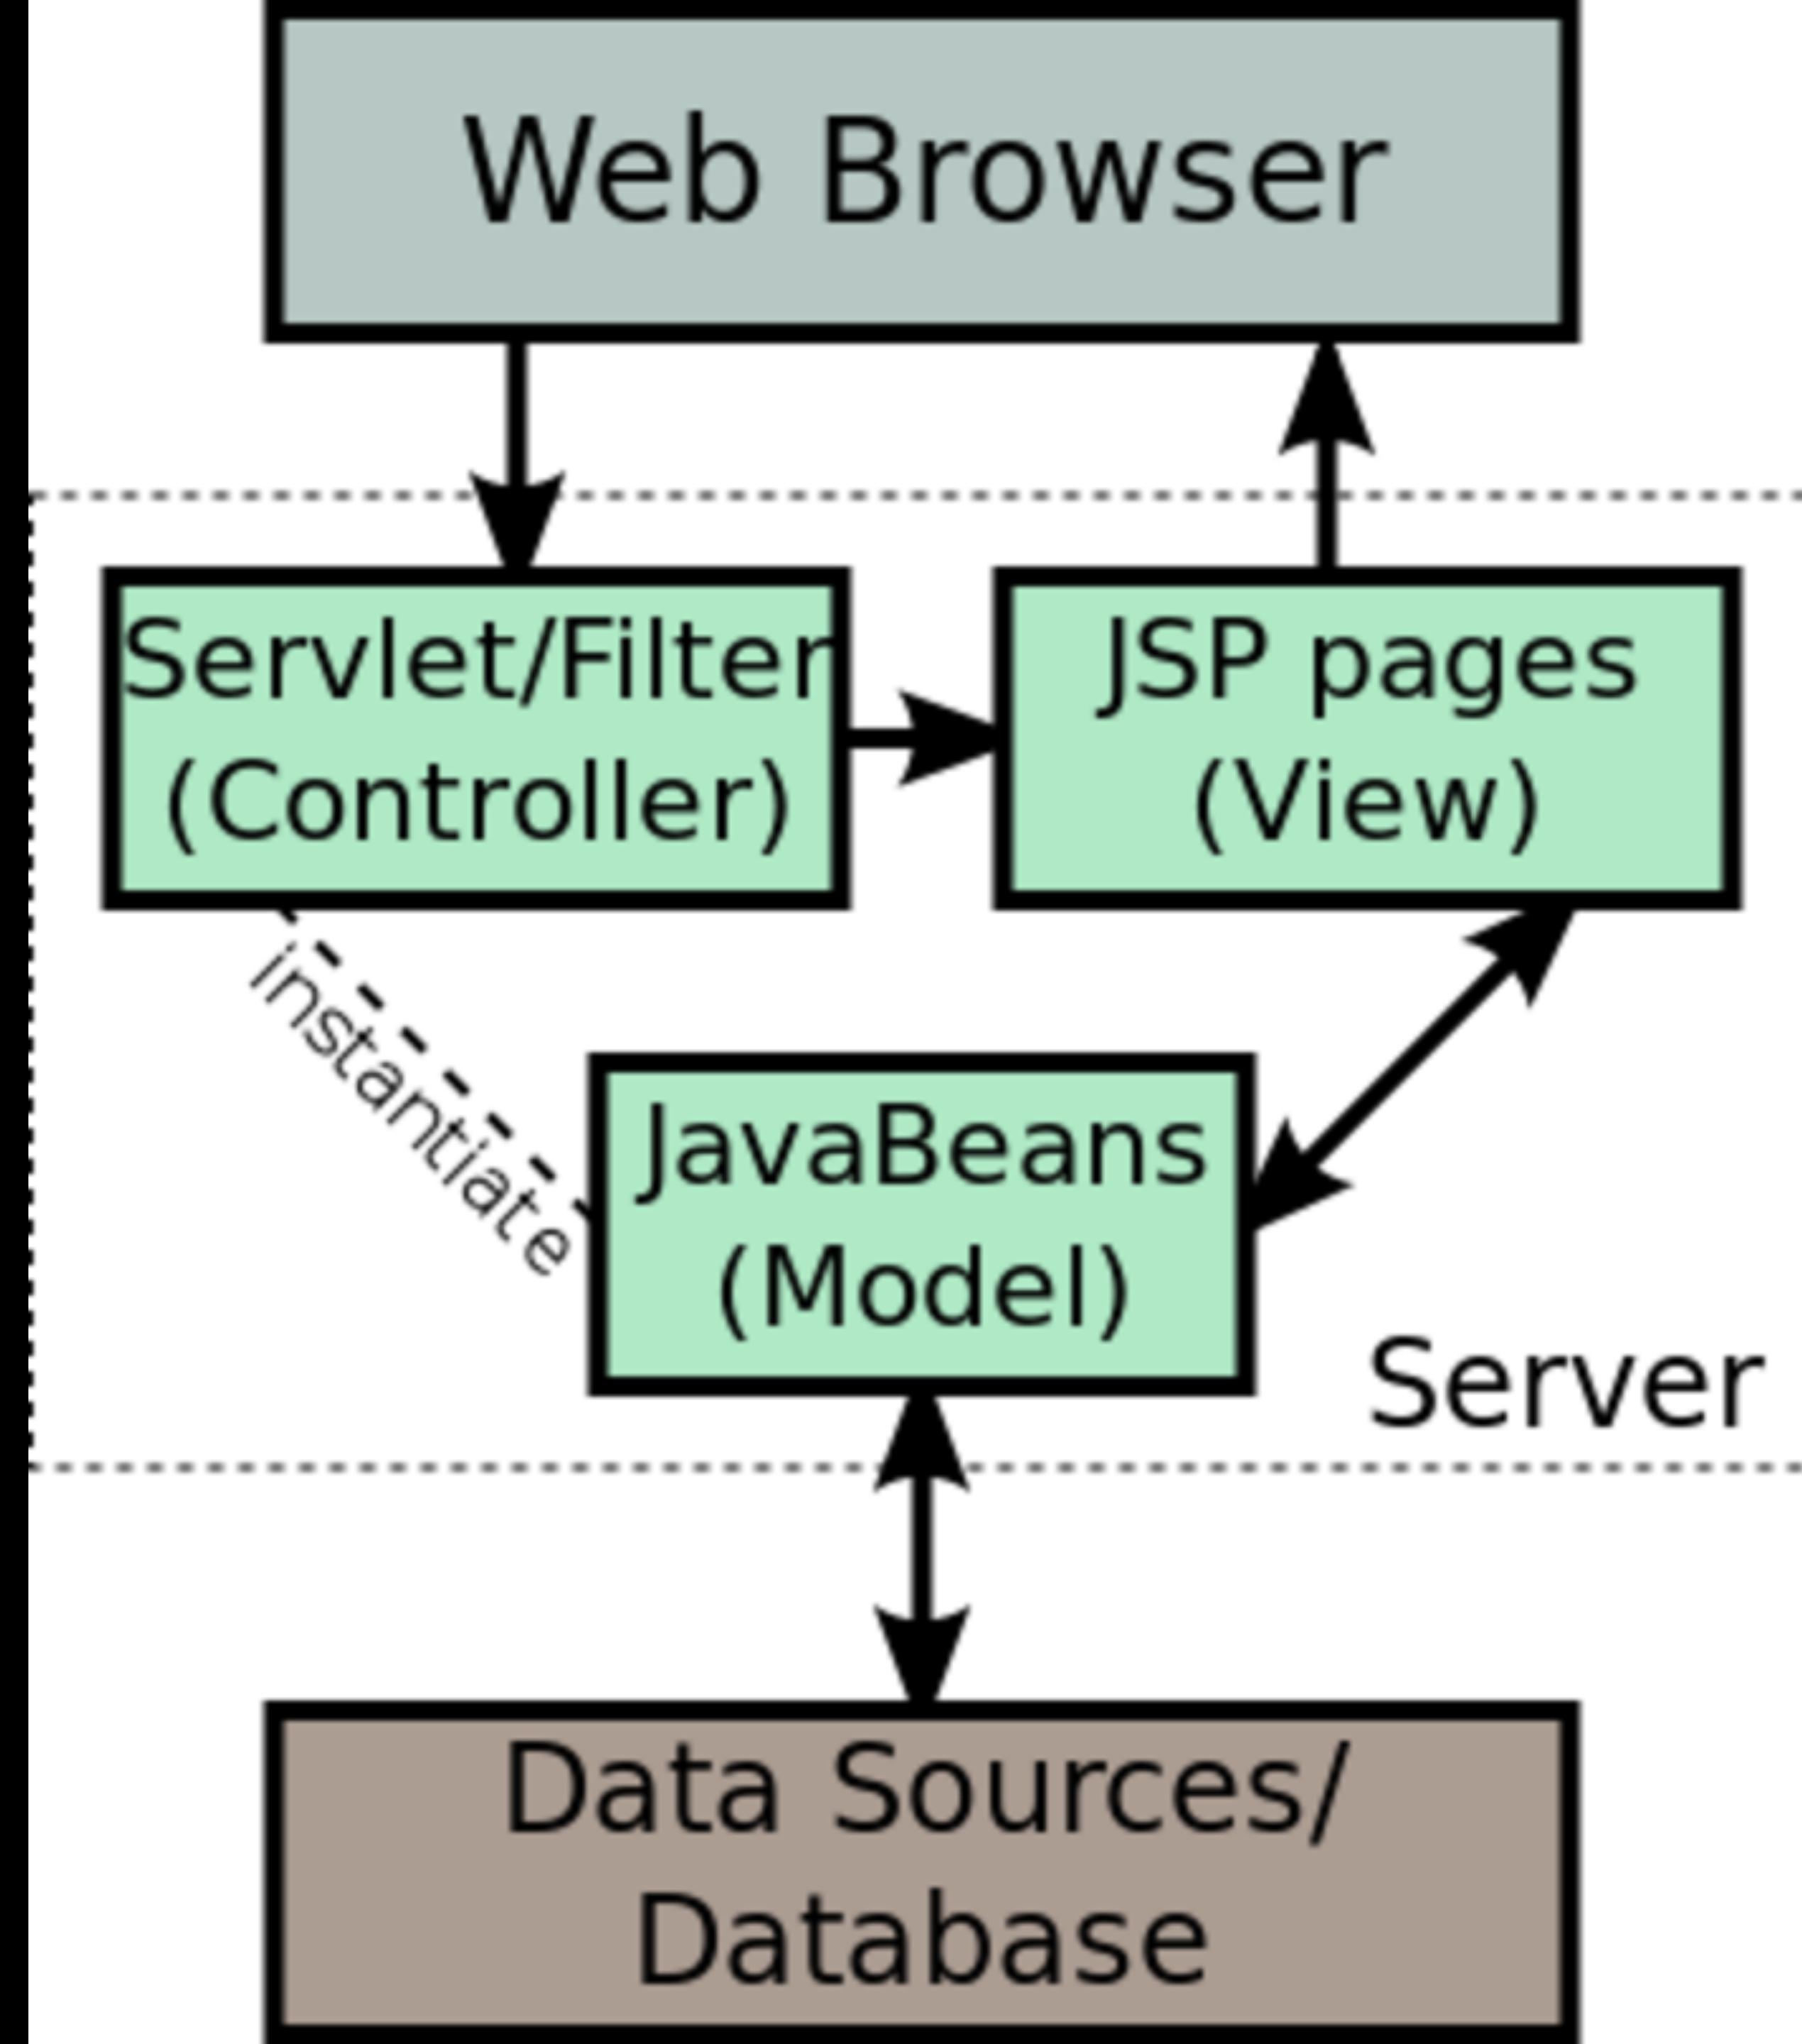 Web Browser
Servlet/Filter
(Controller)
JSP pages
(View)
instantiate
JavaBeans
(Model)
Server
Data Sources/
Database